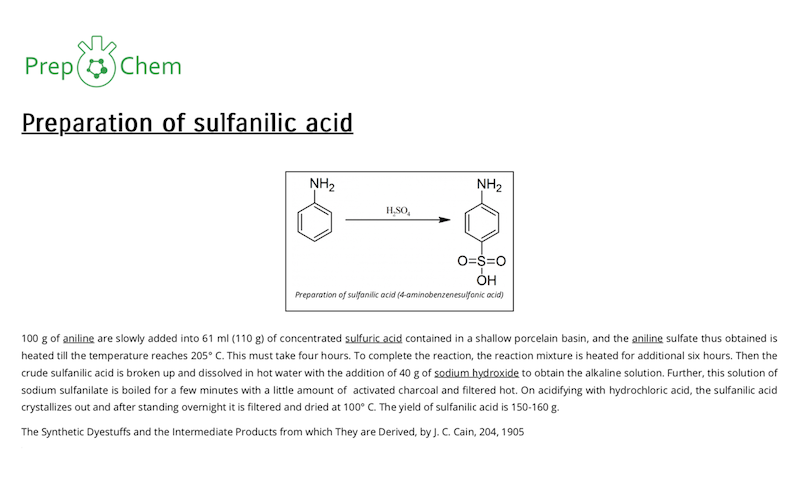 Prep Chem
Preparation of sulfanilic acid
NH2 NH2
H2SO4
O=S=O
OH
Preparation of sulfanilic acid (4-aminobenzenesulfonic acid)
100 g of aniline are slowly added into 61 ml (110 g) of concentrated sulfuric acid contained in a shallow porcelain basin, and the aniline sulfate thus obtained is
heated till the temperature reaches 205° C. This must take four hours. To complete the reaction, the reaction mixture is heated for additional six hours. Then the
crude sulfanilic acid is broken up and dissolved in hot water with the addition of 40 g of sodium hydroxide to obtain the alkaline solution. Further, this solution of
sodium sulfanilate is boiled for a few minutes with a little amount of activated charcoal and filtered hot. On acidifying with hydrochloric acid, the sulfanilic acid
crystallizes out and after standing overnight it is filtered and dried at 100° C. The yield of sulfanilic acid is 150-160 g.
The Synthetic Dyestuffs and the Intermediate Products from which They are Derived, by J. C. Cain, 204, 1905